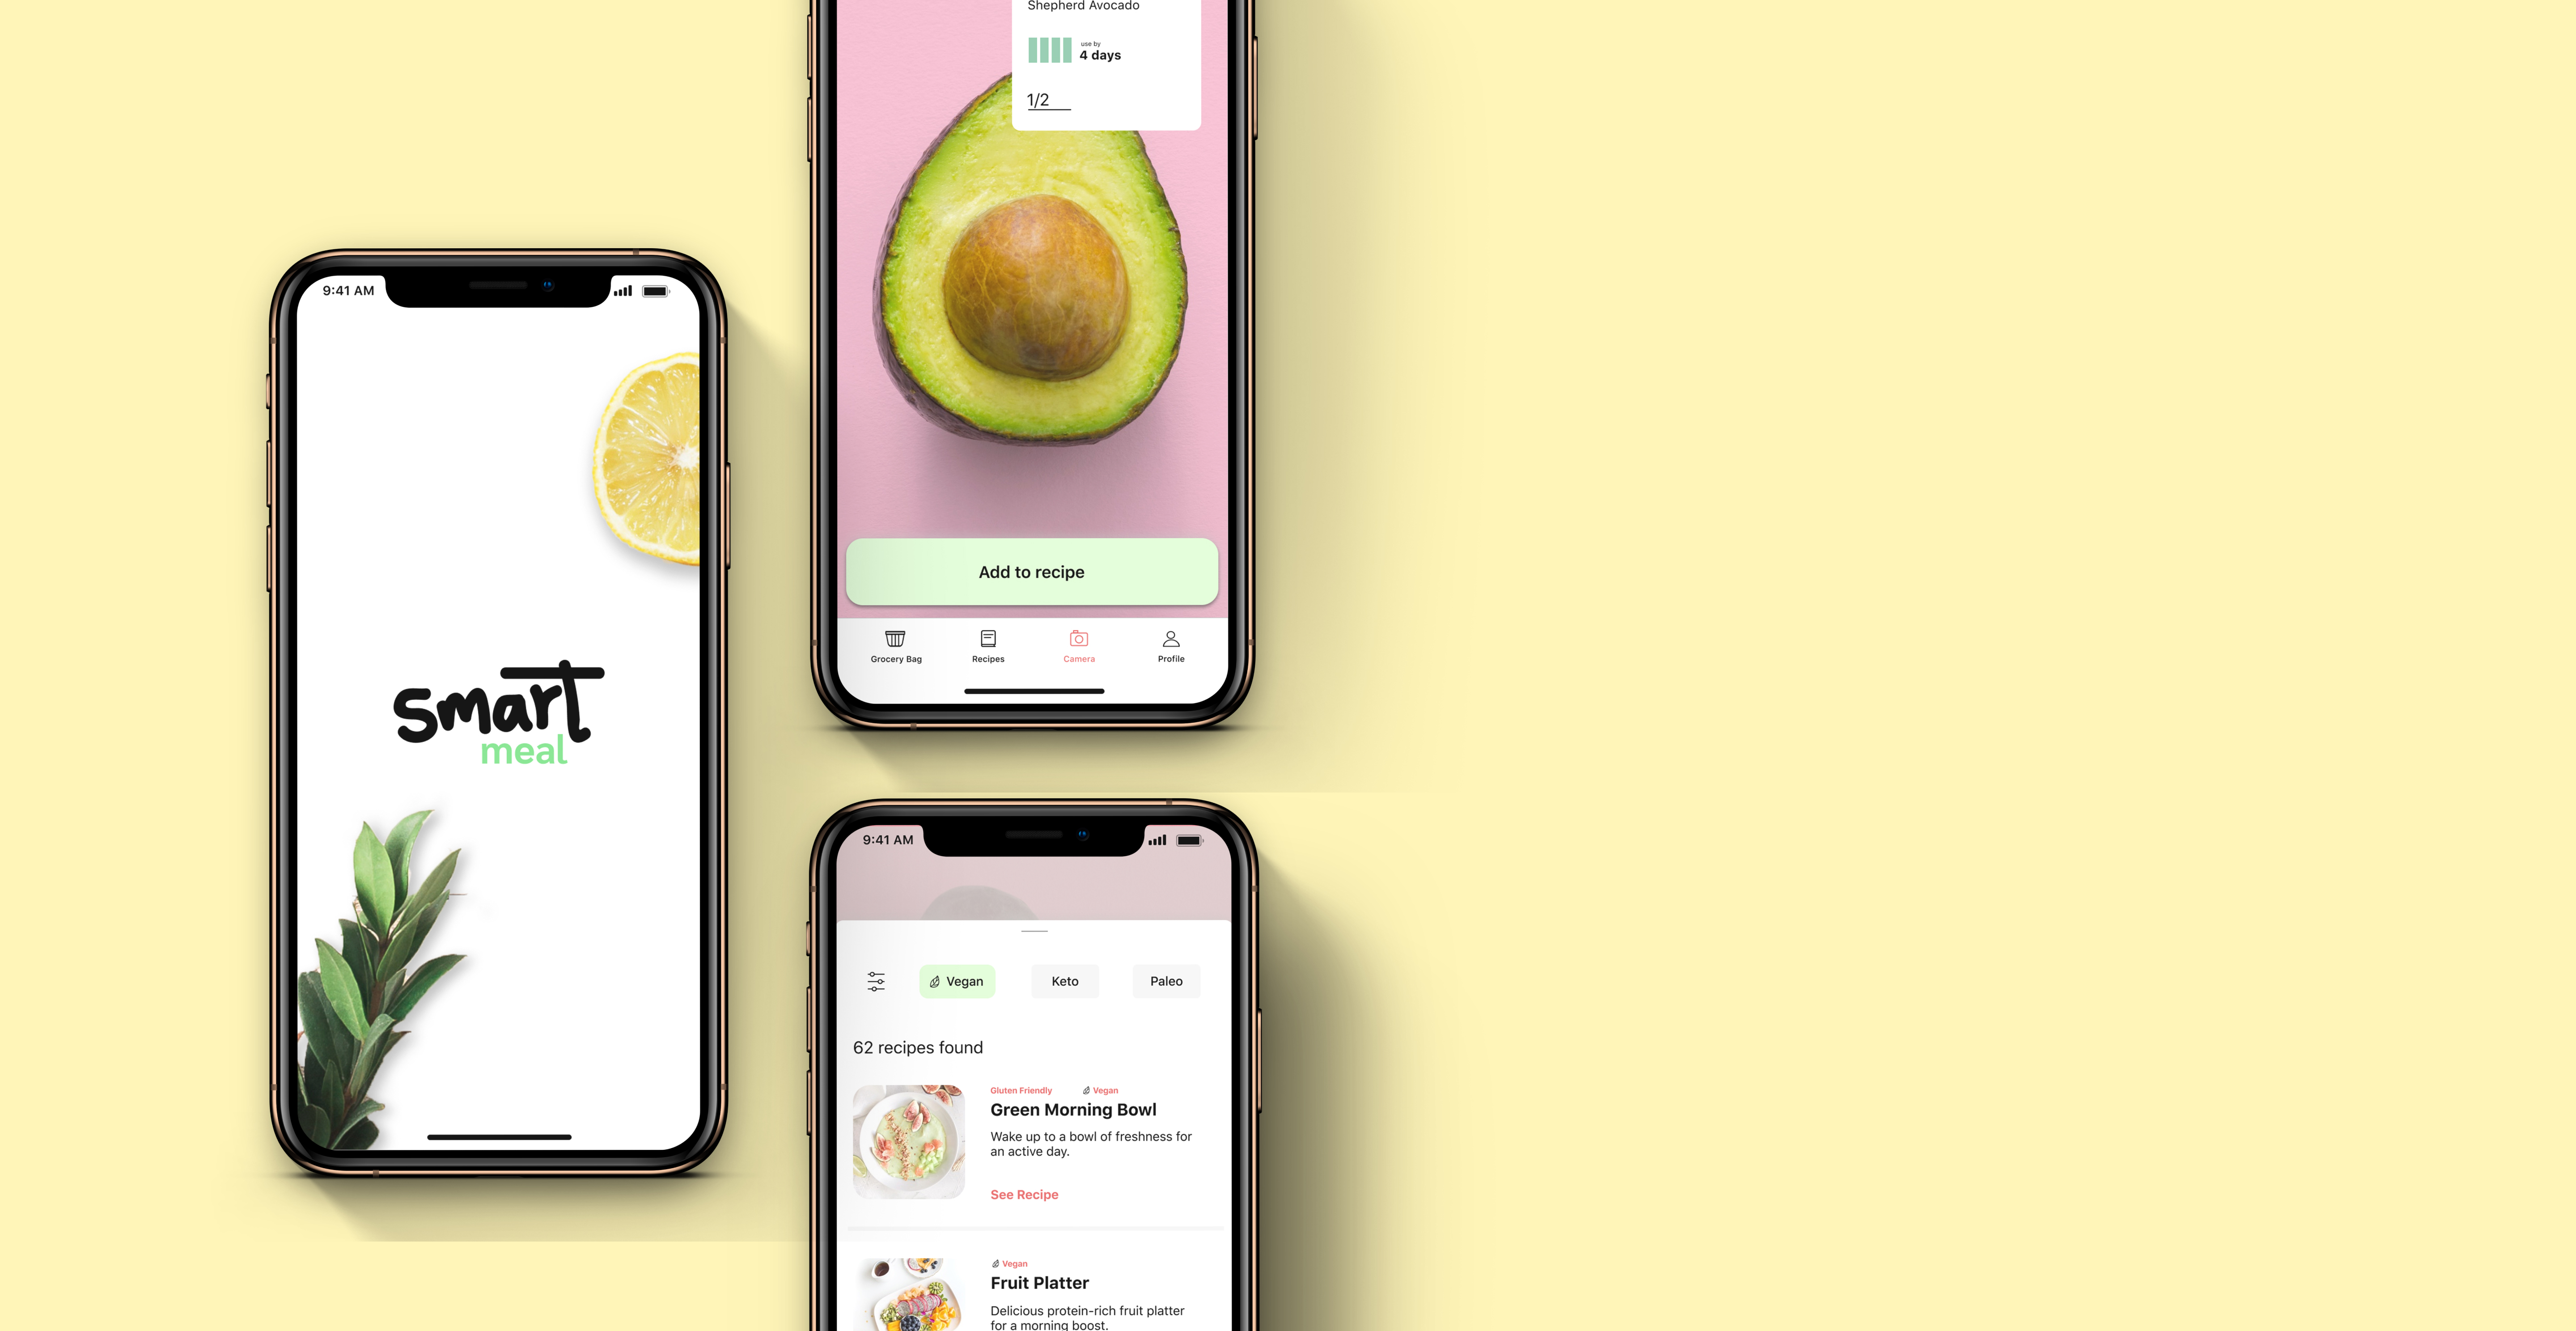 9:41 AM
smart
meal
Shepherd Avocado
use by
4 days
1/2
Add to recipe
Grocery Bag
Recipes
Camera
Profile
9:41 AM
Vegan
Keto
Paleo
62 recipes found
Gluten Friendly
Vegan
Green Morning Bowl
Wake up to a bowl of freshness for
an active day.
See Recipe
Vegan
Fruit Platter
Delicious protein-rich fruit platter
for a morning boost.